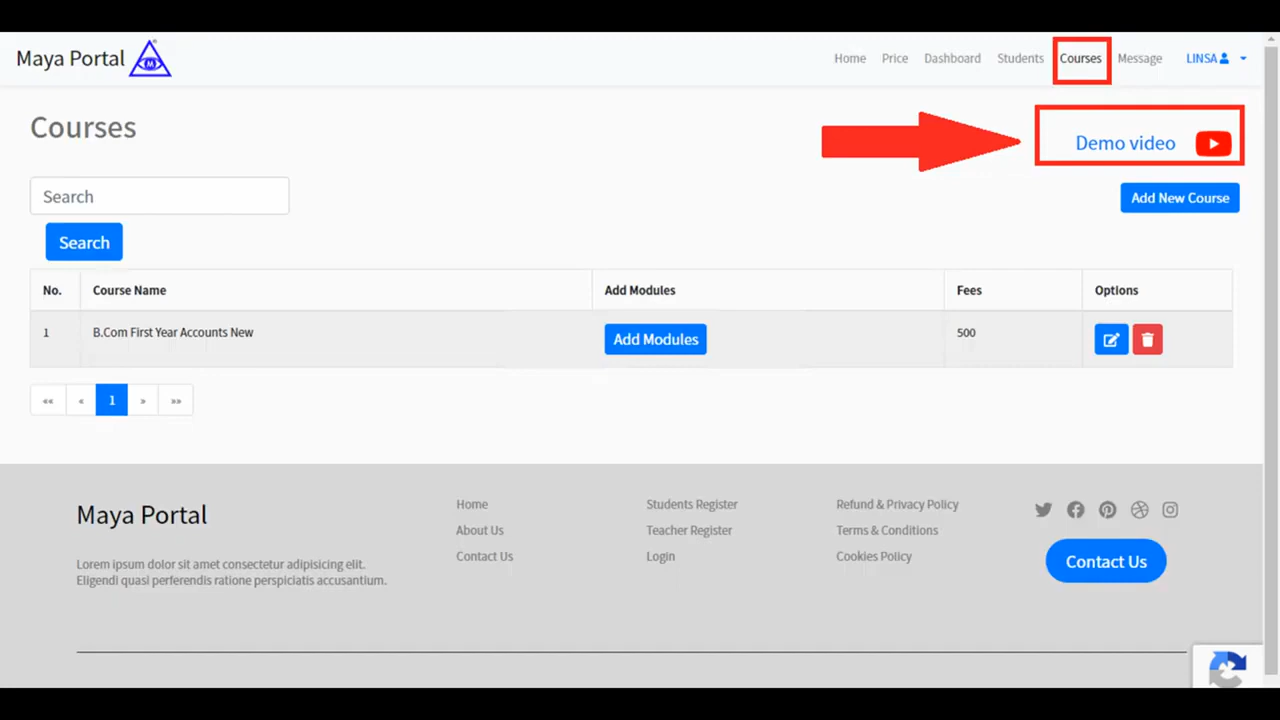 Maya Portal
Home Price Dashboard Students Courses Message LINSA
Courses
Demo video
Search
Add New Course
Search
No. Course Name Add Modules Fees Options
1 B.Com First Year Accounts New Add Modules 500
«« « 1 » »»
Maya Portal
Lorem ipsum dolor sit amet consectetur adipisicing elit.
Eligendi quasi perferendis ratione perspiciatis accusantium.
Home
About Us
Contact Us
Students Register
Teacher Register
Login
Refund & Privacy Policy
Terms & Conditions
Cookies Policy
Contact Us